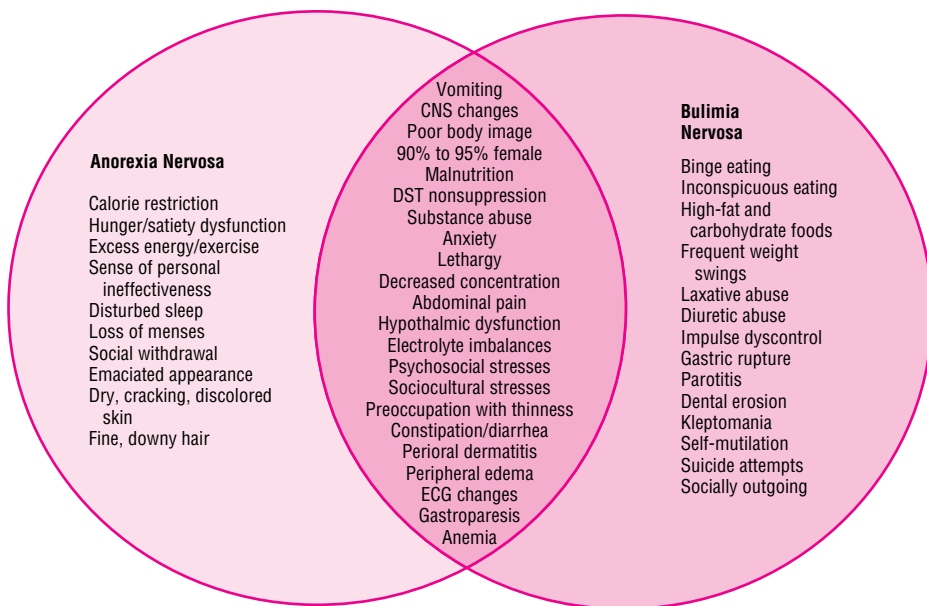 Anorexia Nervosa
Calorie restriction
Hunger/satiety dysfunction
Excess energy/exercise
Sense of personal
ineffectiveness
Disturbed sleep
Loss of menses
Social withdrawal
Emaciated appearance
Dry, cracking, discolored
skin
Fine, downy hair
Vomiting
CNS changes
Poor body image
90% to 95% female
Malnutrition
DST nonsuppression
Substance abuse
Anxiety
Lethargy
Decreased concentration
Abdominal pain
Hypothalmic dysfunction
Electrolyte imbalances
Psychosocial stresses
Sociocultural stresses
Preoccupation with thinness
Constipation/diarrhea
Perioral dermatitis
Peripheral edema
ECG changes
Gastroparesis
Anemia
Bulimia
Nervosa
Binge eating
Inconspicuous eating
High-fat and
carbohydrate foods
Frequent weight
swings
Laxative abuse
Diuretic abuse
Impulse dyscontrol
Gastric rupture
Parotitis
Dental erosion
Kleptomania
Self-mutilation
Suicide attempts
Socially outgoing